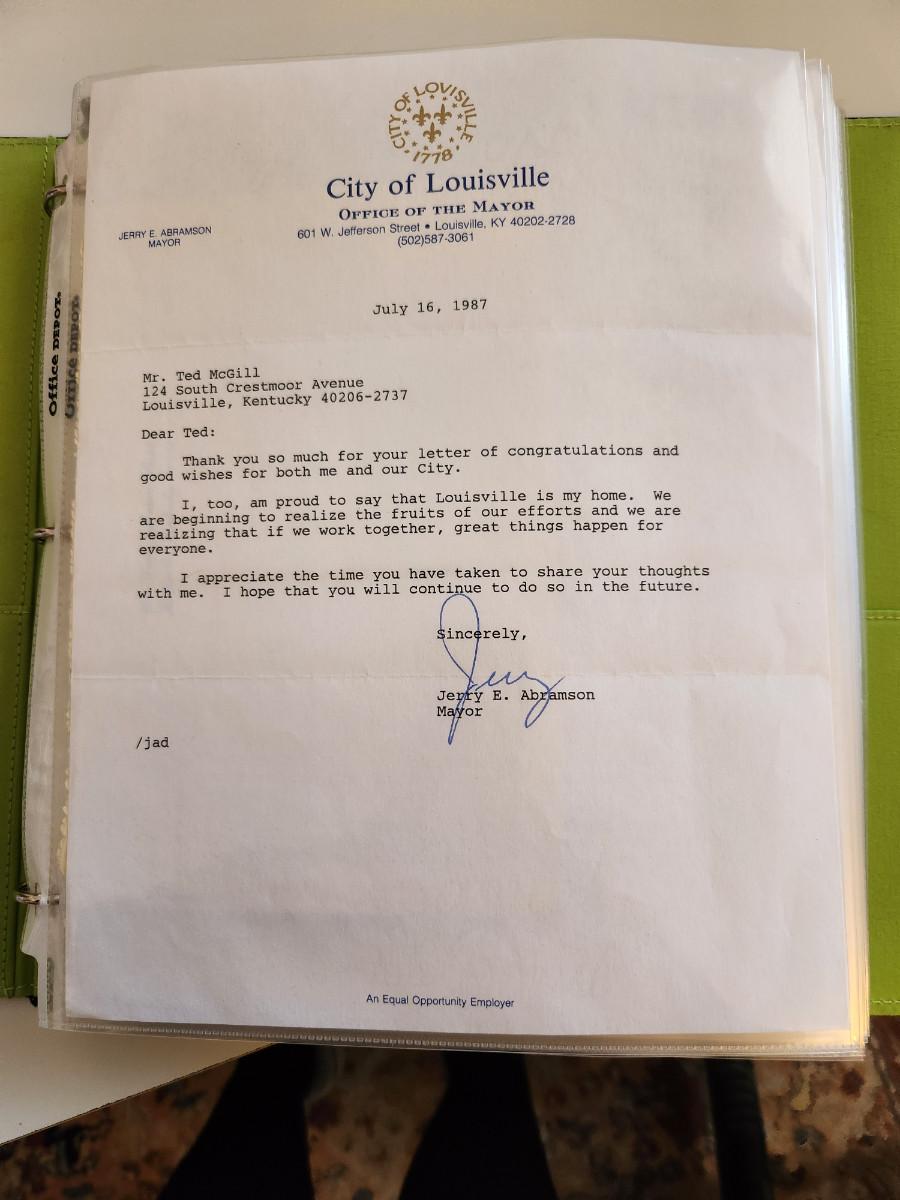 CITY OF LOUISVILLE
1778
City of Louisville
OFFICE OF THE MAYOR
601 W. Jefferson Street • Louisville, KY 40202-2728
(502)587-3061
JERRY E. ABRAMSON
MAYOR
July 16, 1987
Mr. Ted McGill
124 South Crestmoor Avenue
Louisville, Kentucky 40206-2737
Dear Ted:
Thank you so much for your letter of congratulations and
good wishes for both me and our City.
I, too, am proud to say that Louisville is my home. We
are beginning to realize the fruits of our efforts and we are
realizing that if we work together, great things happen for
everyone.
I appreciate the time you have taken to share your thoughts
with me. I hope that you will continue to do so in the future.
Sincerely,
Jerry
Jerry E. Abramson
Mayor
/jad
An Equal Opportunity Employer
Office DEPOT.
Office DEPOT.